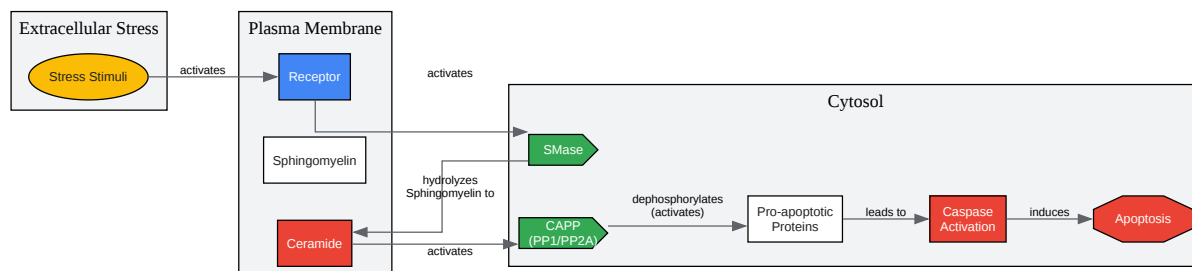 Extracellular Stress
Plasma Membrane
Stress Stimuli
activates
Receptor
activates
Cytosol
SMase
Sphingomyelin
hydrolyzes
Sphingomyelin to
dephosphorylates
(activates)
Ceramide
activates
CAPP
(PP1/PP2A)
Pro-apoptotic
Proteins
leads to
Caspase
Activation
induces
Apoptosis